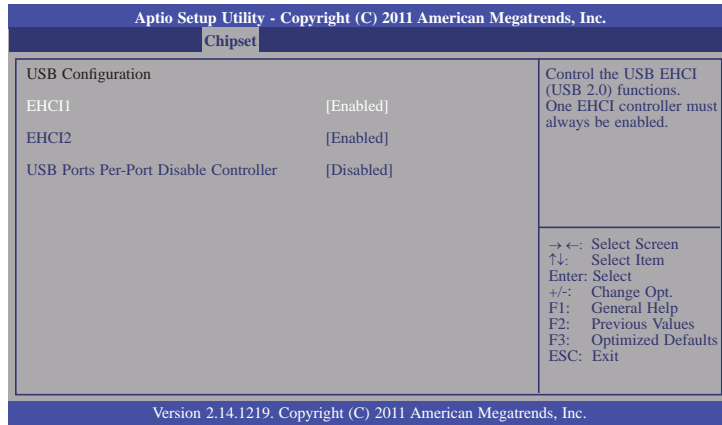 Aptio Setup Utility - Copyright (C) 2011 American Megatrends, Inc.
Chipset
USB Configuration
EHCI1 [Enabled]
EHCI2 [Enabled]
USB Ports Per-Port Disable Controller [Disabled]
Control the USB EHCI
(USB 2.0) functions.
One EHCI controller must
always be enabled.
→ ←: Select Screen
↑↓: Select Item
Enter: Select
+/-: Change Opt.
F1: General Help
F2: Previous Values
F3: Optimized Defaults
ESC: Exit
Version 2.14.1219. Copyright (C) 2011 American Megatrends, Inc.